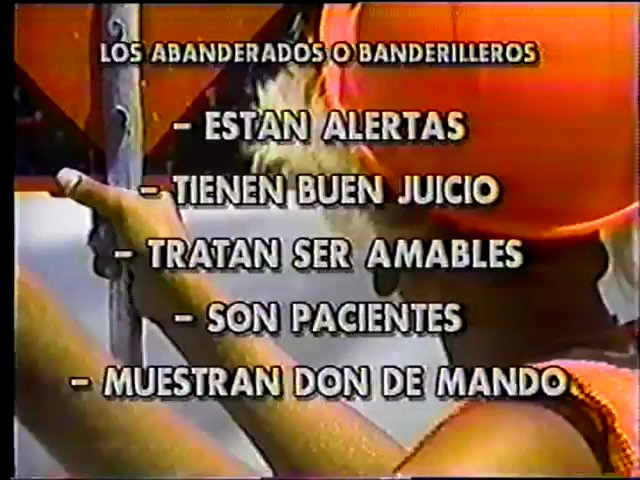 LOS ABANDERADOS O BANDERILLEROS
- ESTAN ALERTAS
- TIENEN BUEN JUICIO
- TRATAN SER AMABLES
- SON PACIENTES
- MUESTRAN DON DE MANDO